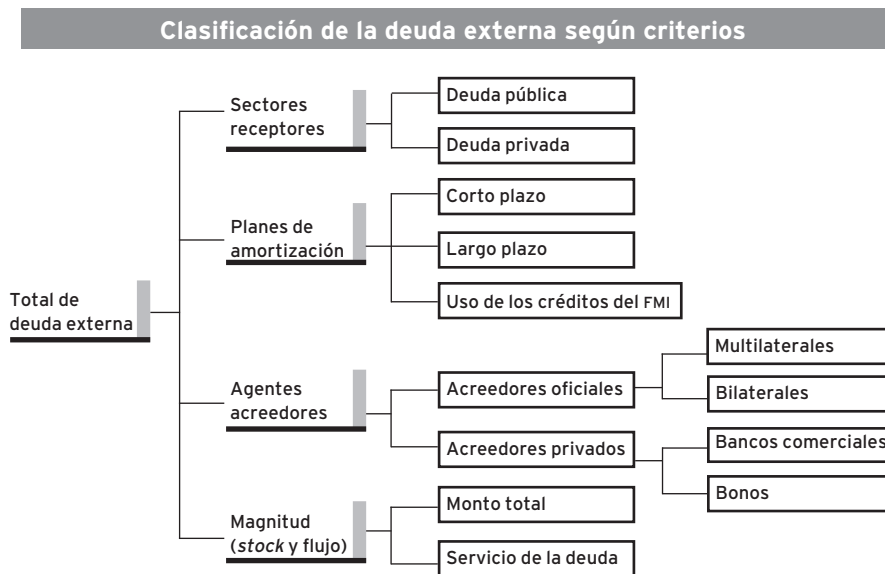 Clasificación de la deuda externa según criterios
Total de
deuda externa
Sectores
receptores
Deuda pública
Deuda privada
Planes de
amortización
Corto plazo
Largo plazo
Uso de los créditos del FMI
Agentes
acreedores
Acreedores oficiales
Multilaterales
Bilaterales
Acreedores privados
Bancos comerciales
Bonos
Magnitud
(stock y flujo)
Monto total
Servicio de la deuda